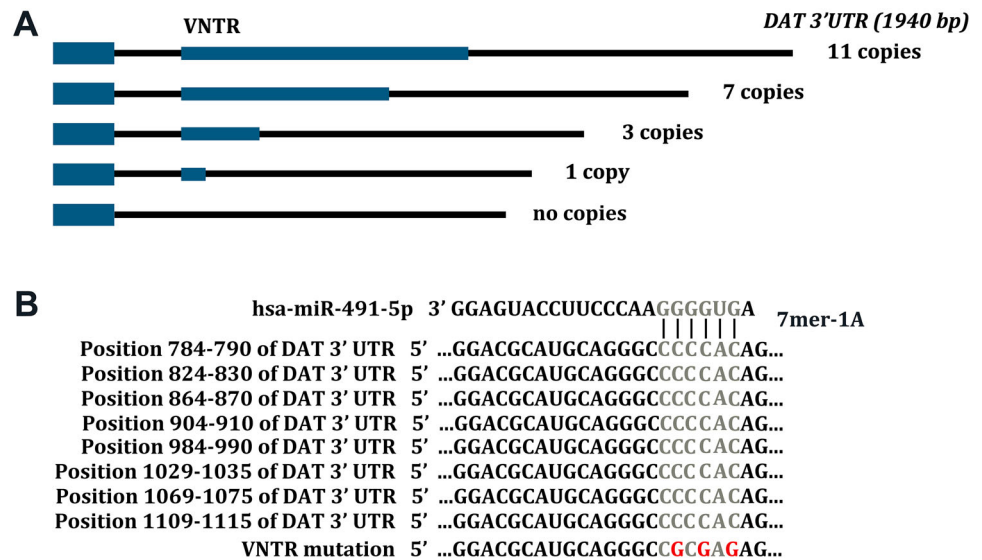 A
VNTR
DAT 3'UTR (1940 bp)
11 copies
7 copies
3 copies
1 copy
no copies
B
hsa-miR-491-5p 3' GGAGUACCUUCCCAAGGGGUGA
7mer-1A
Position 784-790 of DAT 3' UTR 5' ...GGACGCAUGCAGGGCCCCCACAG...
Position 824-830 of DAT 3' UTR 5' ...GGACGCAUGCAGGGCCCCCACAG...
Position 864-870 of DAT 3' UTR 5' ...GGACGCAUGCAGGGCCCCCACAG...
Position 904-910 of DAT 3' UTR 5' ...GGACGCAUGCAGGGCCCCCACAG...
Position 984-990 of DAT 3' UTR 5' ...GGACGCAUGCAGGGCCCCCACAG...
Position 1029-1035 of DAT 3' UTR 5' ...GGACGCAUGCAGGGCCCCCACAG...
Position 1069-1075 of DAT 3' UTR 5' ...GGACGCAUGCAGGGCCCCCACAG...
Position 1109-1115 of DAT 3' UTR 5' ...GGACGCAUGCAGGGCCCCCACAG...
VNTR mutation 5' ...GGACGCAUGCAGGGCCGCGAGAG...